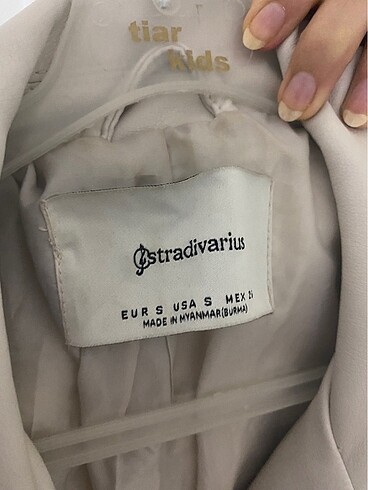 tiar
kids
stradivarius
EUR S USA S MEX
MADE IN MYANMAR(BURMA)